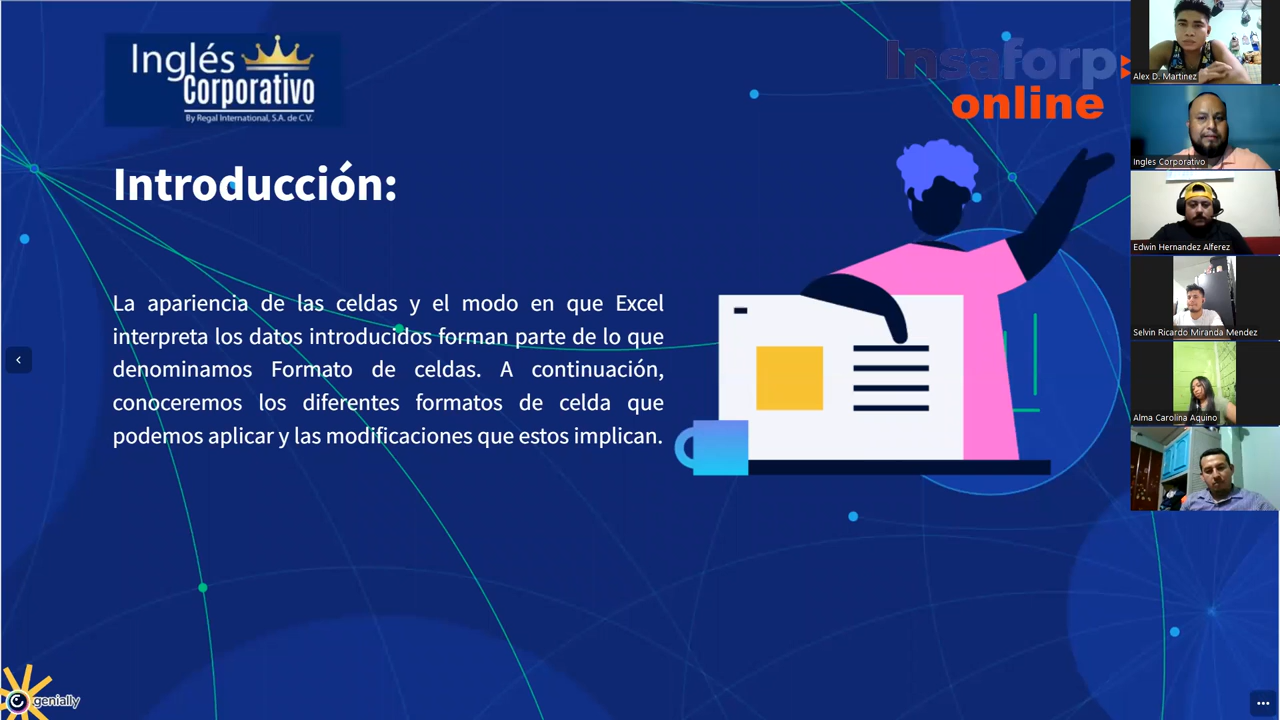 Inglés
Corporativo
By Regal International, S.A. de C.V.
Insaforp
online
Introducción:
La apariencia de las celdas y el modo en que Excel
interpreta los datos introducidos forman parte de lo que
denominamos Formato de celdas. A continuación,
conoceremos los diferentes formatos de celda que
podemos aplicar y las modificaciones que estos implican.
genially
Alex D. Martinez
Ingles Corporativo
Edwin Hernandez Alferez
Selvin Ricardo Miranda Mendez
Alma Carolina Aquino